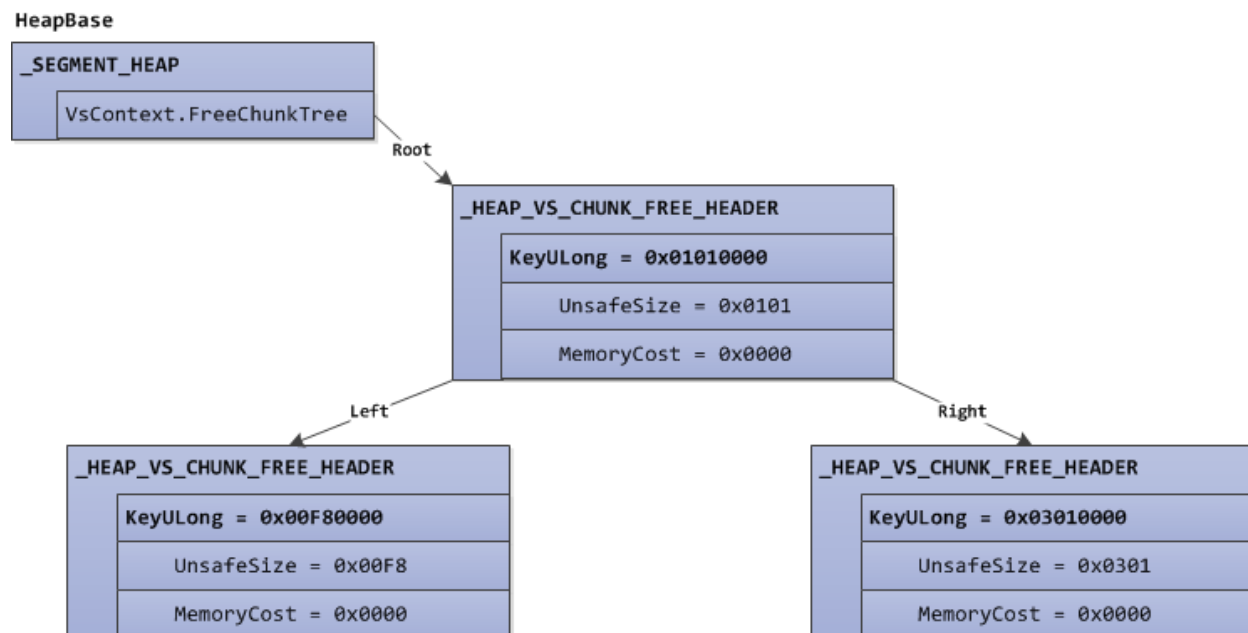 HeapBase
_SEGMENT_HEAP
VsContext.FreeChunkTree
Root
_HEAP_VS_CHUNK_FREE_HEADER
KeyULong = 0x01010000
UnsafeSize = 0x0101
MemoryCost = 0x0000
Left
Right
_HEAP_VS_CHUNK_FREE_HEADER
KeyULong = 0x00F80000
UnsafeSize = 0x00F8
MemoryCost = 0x0000
_HEAP_VS_CHUNK_FREE_HEADER
KeyULong = 0x03010000
UnsafeSize = 0x0301
MemoryCost = 0x0000